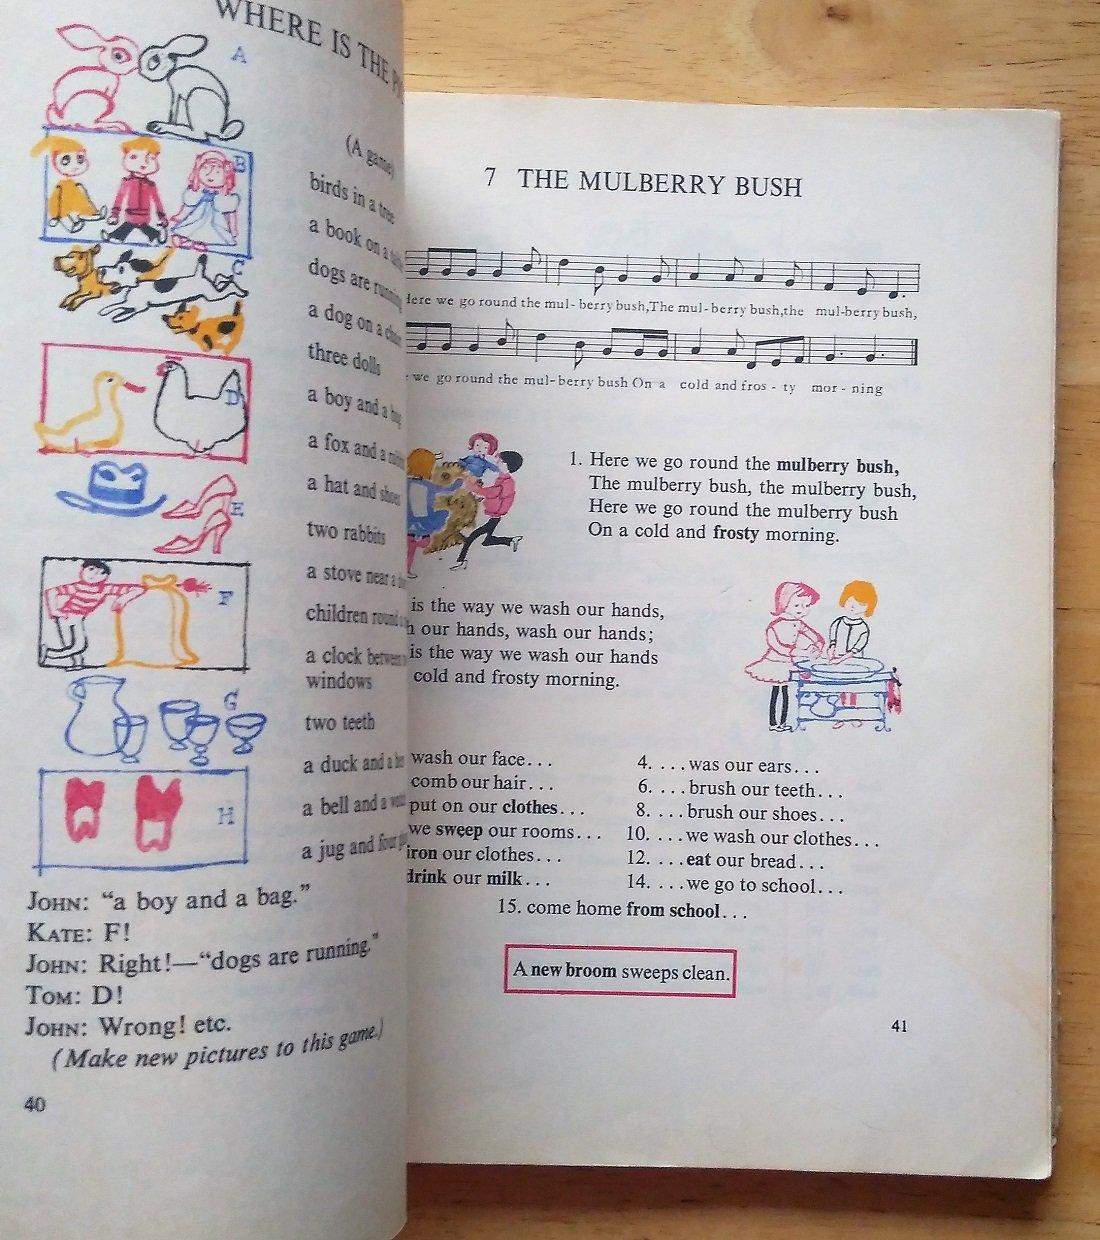 WHERE IS THE
A
B
C
D
E
F
G
H
(A game)
birds in a tree
a book on a
dogs are running
a dog on a
three dolls
a boy and a bag
a fox and a
a hat and shoes
two rabbits
a stove near a
children round a
a clock between
windows
two teeth
a duck and a hen
a bell and a
a jug and four
JOHN: “a boy and a bag.”
KATE: F!
JOHN: Right!—“dogs are running.”
TOM: D!
JOHN: Wrong! etc.
(Make new pictures to this game.)
40
7 THE MULBERRY BUSH
Here we go round the mul- berry bush,The mul- berry bush,the mul-berry bush,
we go round the mul- berry bush On a cold and fros - ty mor - ning
1. Here we go round the mulberry bush,
The mulberry bush, the mulberry bush,
Here we go round the mulberry bush
On a cold and frosty morning.
is the way we wash our hands,
our hands, wash our hands;
is the way we wash our hands
cold and frosty morning.
wash our face...
comb our hair...
put on our clothes...
we sweep our rooms...
iron our clothes...
drink our milk...
4. ....was our ears...
6. ....brush our teeth...
8. ....brush our shoes...
10. ....we wash our clothes...
12. ....eat our bread...
14. ....we go to school...
15. come home from school...
A new broom sweeps clean.
41